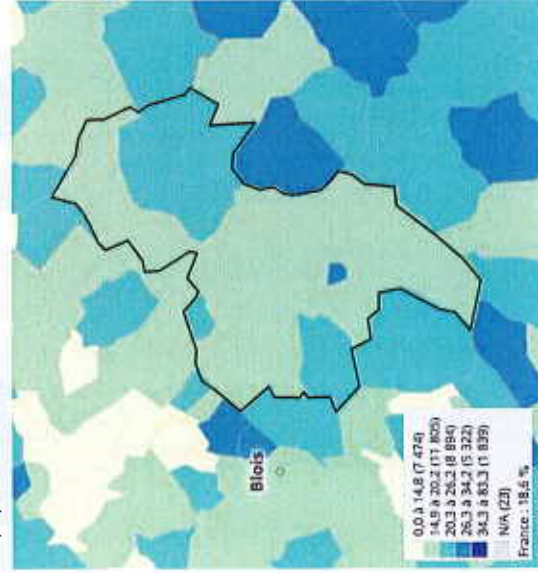 Blois
0,0 à 14,8 (7 474)
14,9 à 20,2 (11 805)
20,3 à 26,2 (8 894)
26,3 à 34,2 (5 322)
34,3 à 83,3 (1 839)
N/A (23)
France : 18,6 %